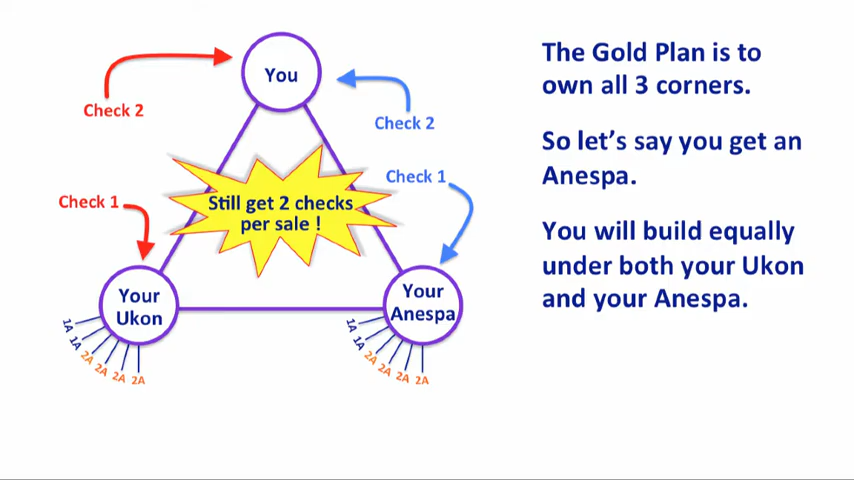 You
Check 2
Check 2
Check 1
Check 1
Still get 2 checks
per sale !
Your
Ukon
Your
Anespa
1A
1A
2A
2A
2A
2A
1A
1A
2A
2A
2A
2A
The Gold Plan is to
own all 3 corners.
So let's say you get an
Anespa.
You will build equally
under both your Ukon
and your Anespa.